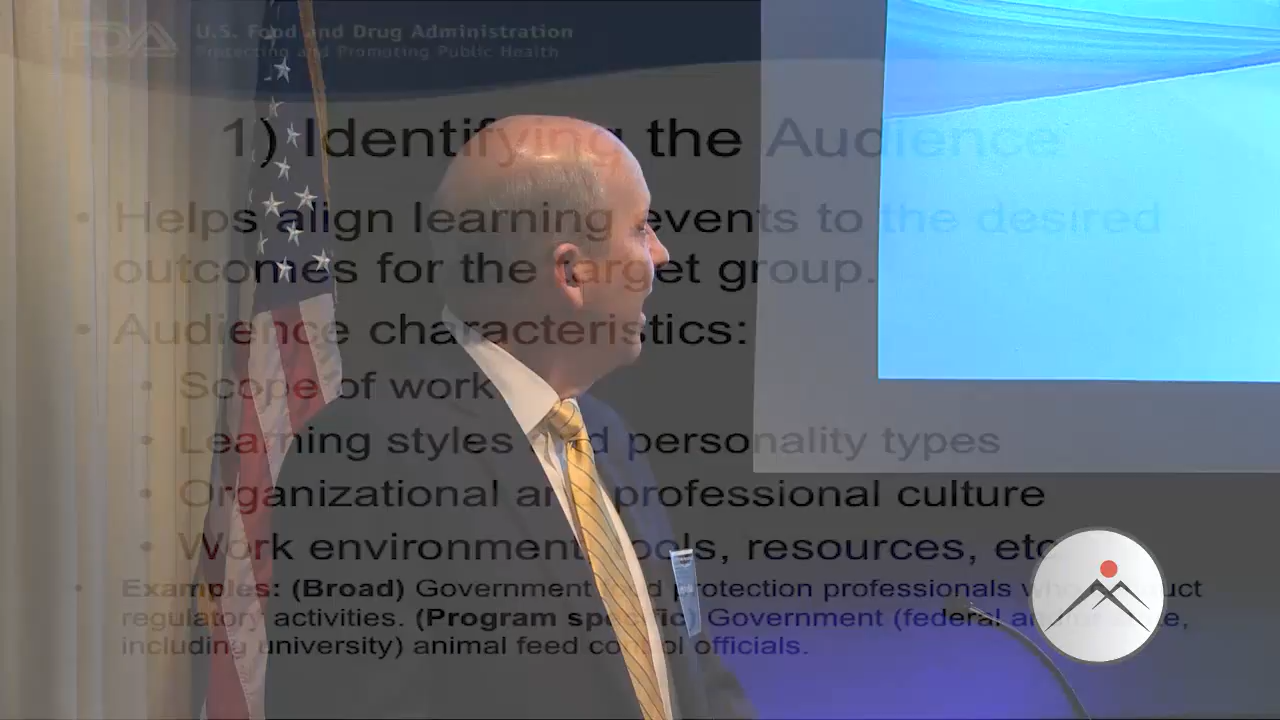 FDA U.S. Food and Drug Administration
Protecting and Promoting Public Health
1) Identifying the Audience
• Helps align learning events to the desired
outcomes for the target group.
• Audience characteristics:
• Scope of work
• Learning styles and personality types
• Organizational and professional culture
• Work environment, tools, resources, etc
• Examples: (Broad) Government food protection professionals who conduct
regulatory activities. (Program specific) Government (federal and state,
including university) animal feed control officials.